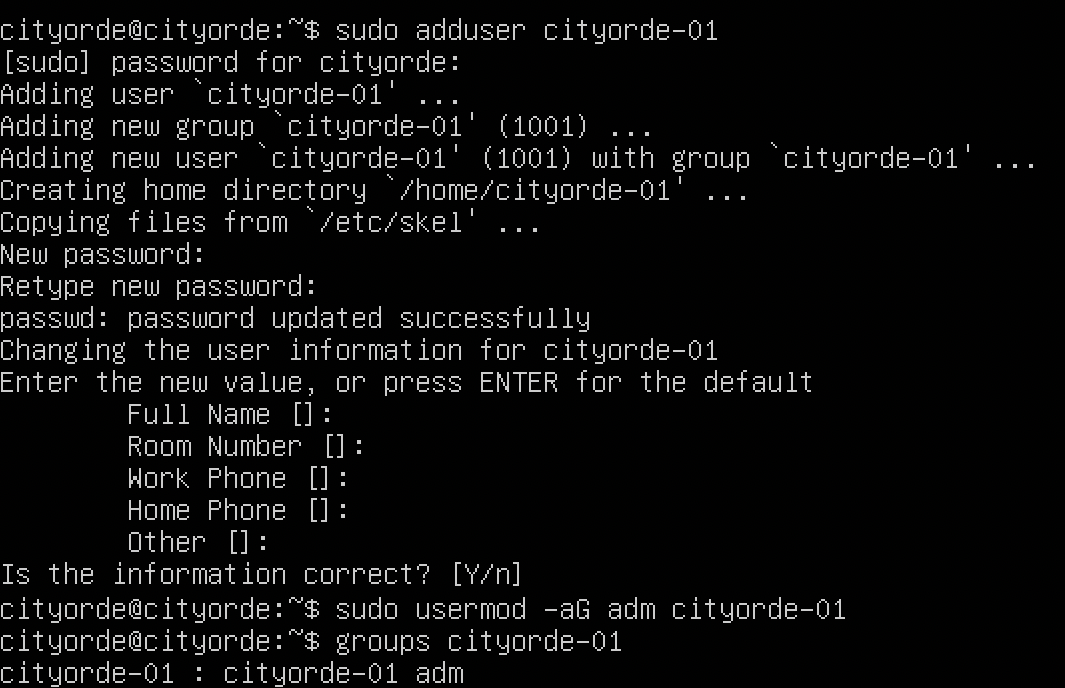 cityorde@cityorde:~$ sudo adduser cityorde-01
[sudo] password for cityorde:
Adding user `cityorde-01' ...
Adding new group `cityorde-01' (1001) ...
Adding new user `cityorde-01' (1001) with group `cityorde-01' ...
Creating home directory `/home/cityorde-01' ...
Copying files from `/etc/skel' ...
New password:
Retype new password:
passwd: password updated successfully
Changing the user information for cityorde-01
Enter the new value, or press ENTER for the default
        Full Name []:
        Room Number []:
        Work Phone []:
        Home Phone []:
        Other []:
Is the information correct? [Y/n]
cityorde@cityorde:~$ sudo usermod -aG adm cityorde-01
cityorde@cityorde:~$ groups cityorde-01
cityorde-01 : cityorde-01 adm